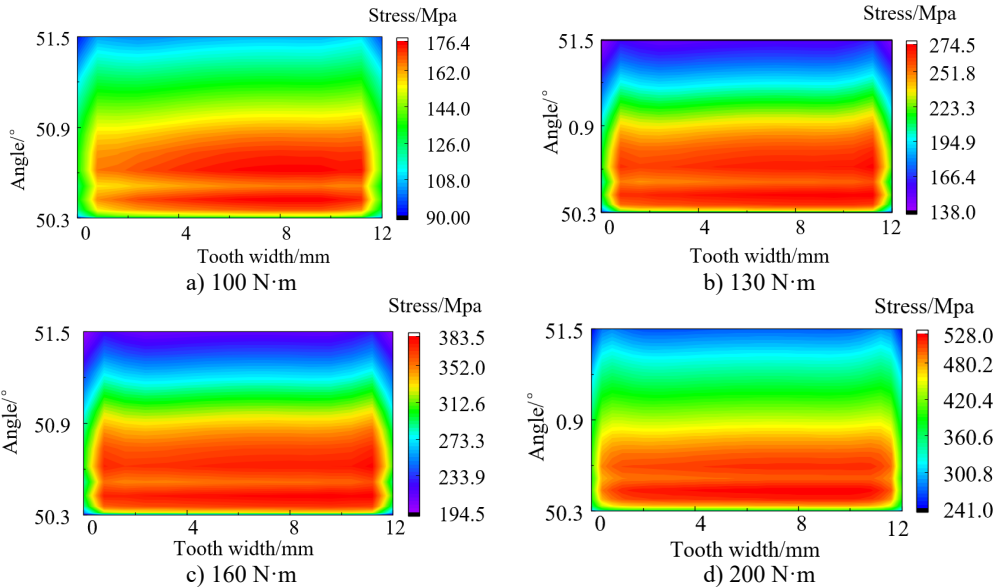 Stress/Mpa
51.5
50.9
50.3
Angle/°
0 4 8 12
Tooth width/mm
176.4
162.0
144.0
126.0
108.0
90.00
a) 100 N·m
Stress/Mpa
51.5
0.9
50.3
Angle/°
0 4 8 12
Tooth width/mm
274.5
251.8
223.3
194.9
166.4
138.0
b) 130 N·m
Stress/Mpa
51.5
50.9
50.3
Angle/°
0 4 8 12
Tooth width/mm
383.5
352.0
312.6
273.3
233.9
194.5
c) 160 N·m
Stress/Mpa
51.5
0.9
50.3
Angle/°
0 4 8 12
Tooth width/mm
528.0
480.2
420.4
360.6
300.8
241.0
d) 200 N·m